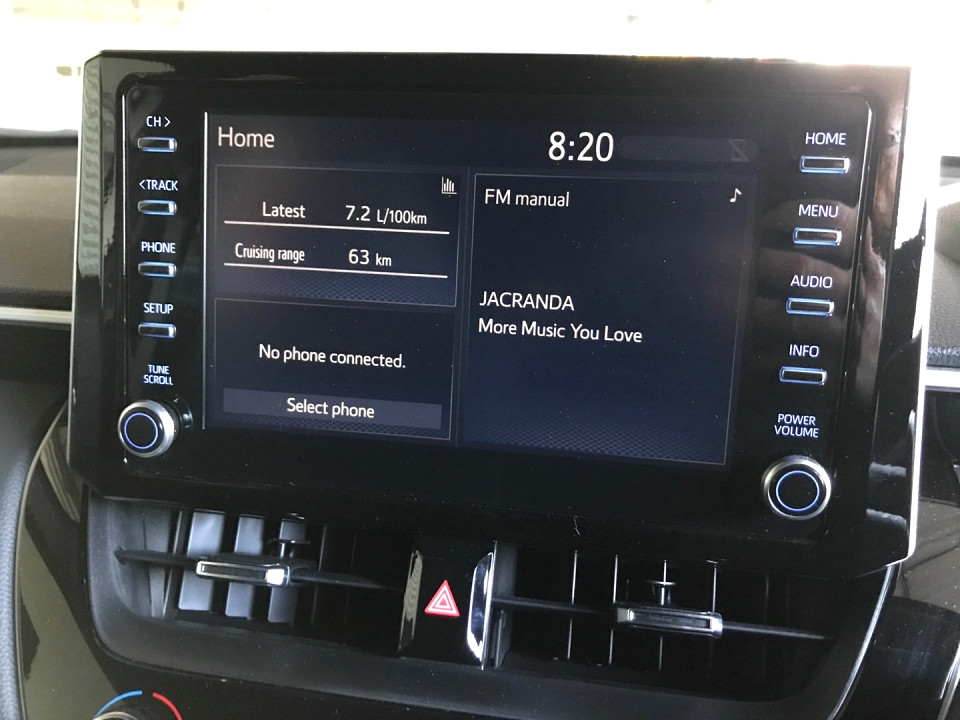 CH >
< TRACK
PHONE
SETUP
TUNE
SCROLL
Home
8:20
Latest 7.2 L/100km
Cruising range 63 km
No phone connected.
Select phone
FM manual
JACRANDA
More Music You Love
HOME
MENU
AUDIO
INFO
POWER
VOLUME